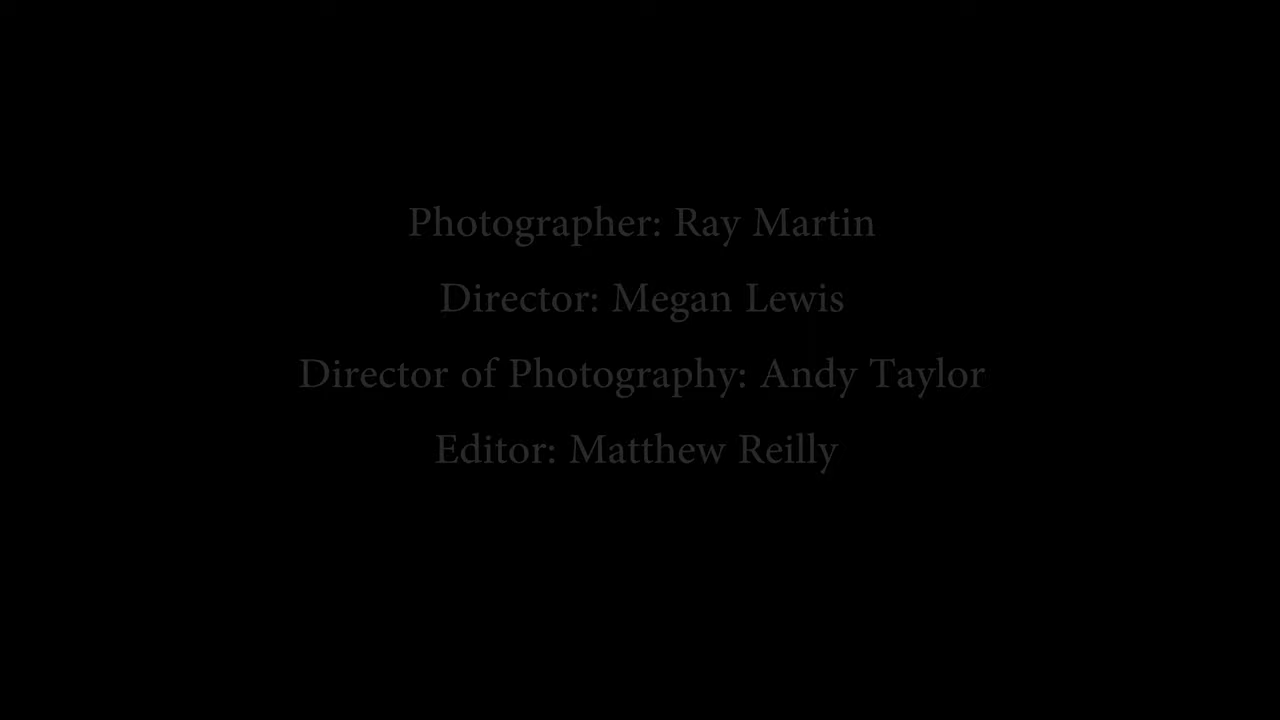 Photographer: Ray Martin
Director: Megan Lewis
Director of Photography: Andy Taylor
Editor: Matthew Reilly